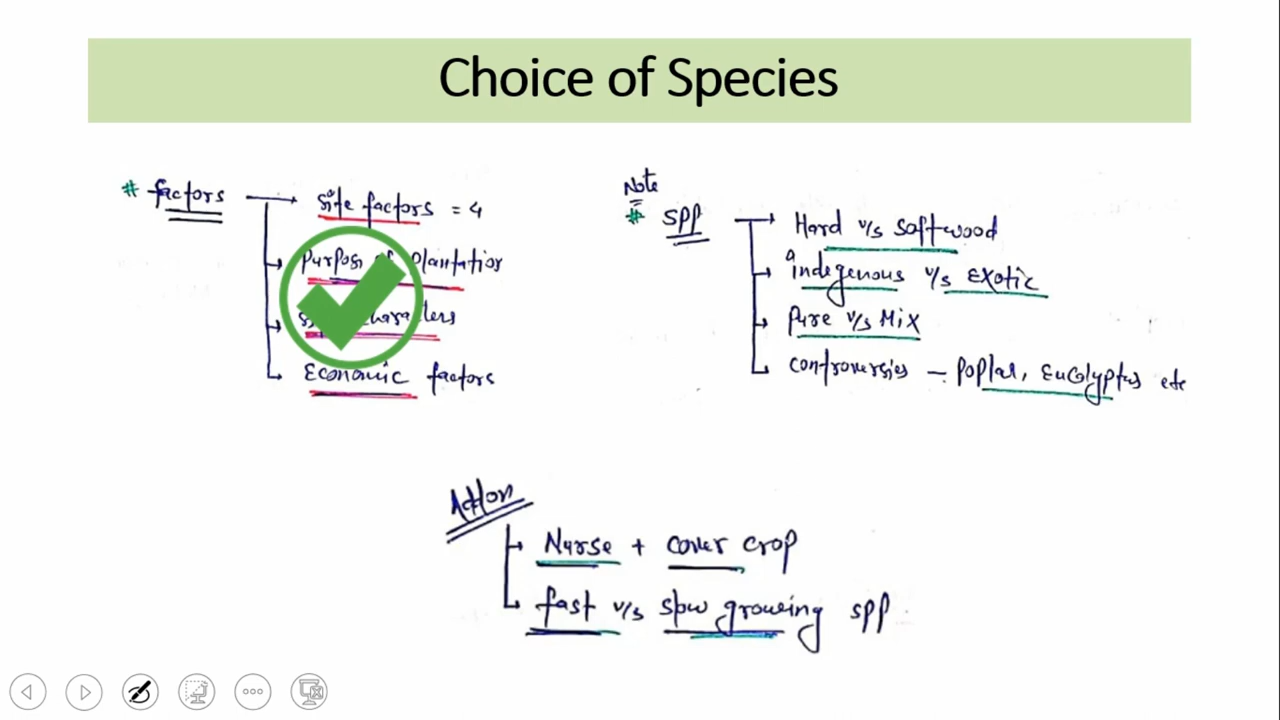 Choice of Species
# factors → site factors = 4
Purpose of Plantation
characters
Economic factors
Note
# spp → Hard v/s Softwood
indegenous v/s Exotic
Pure v/s Mix
controversies – poplar, Eucalyptus etc
Nurse + cover crop
fast v/s slow growing spp